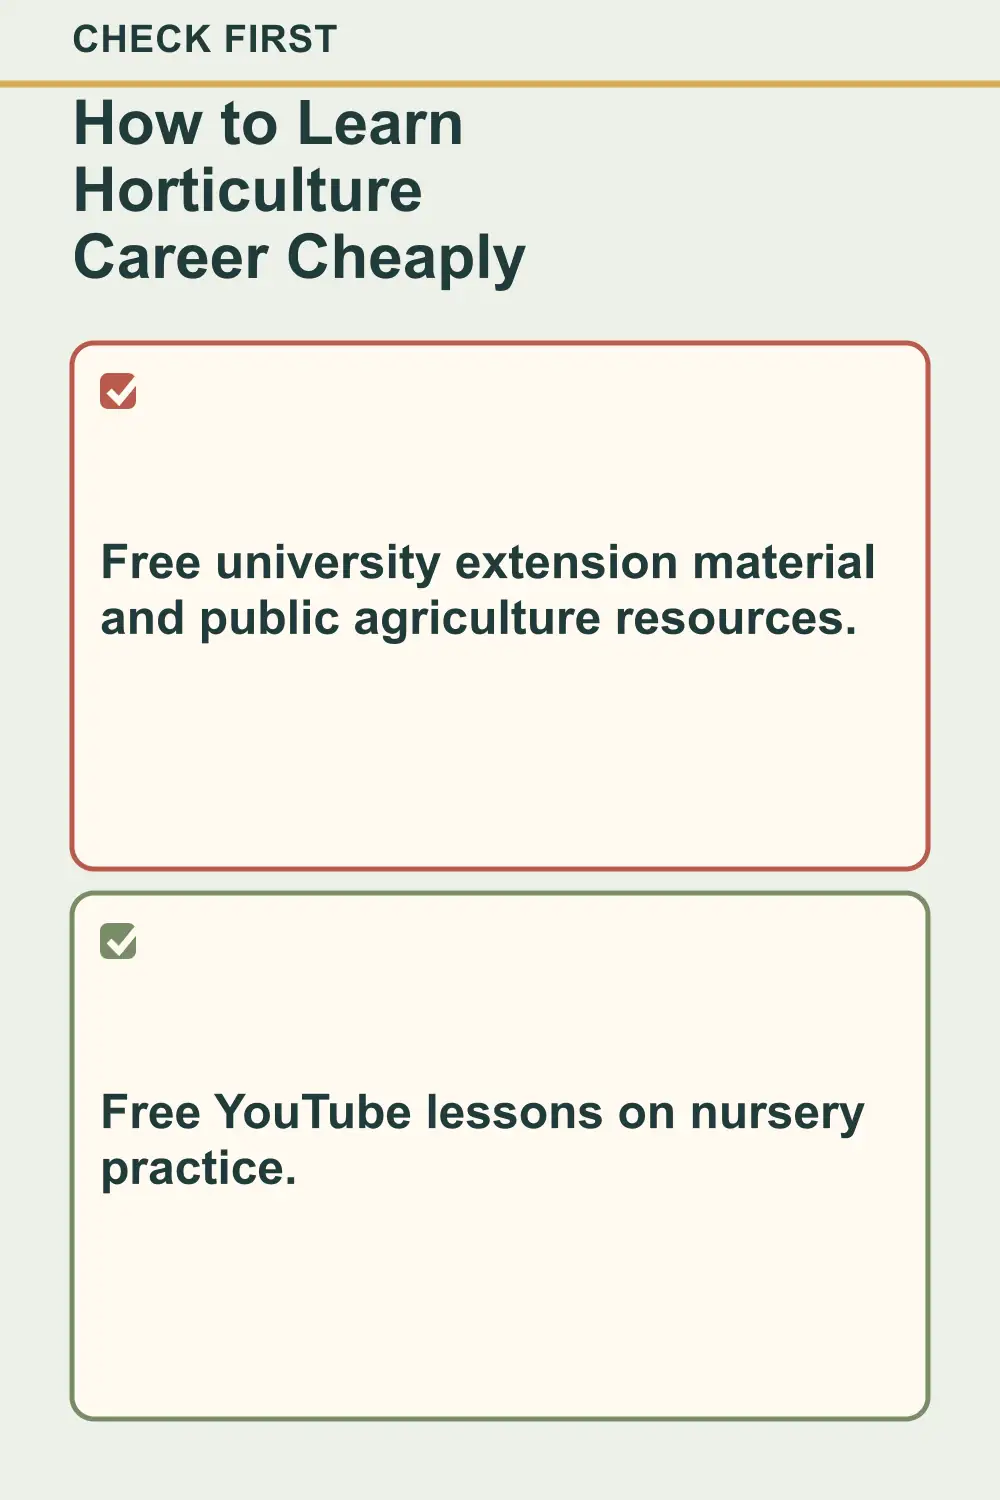 CHECK FIRST
How to Learn
Horticulture
Career Cheaply
Free university extension material
and public agriculture resources.
Free YouTube lessons on nursery
practice.